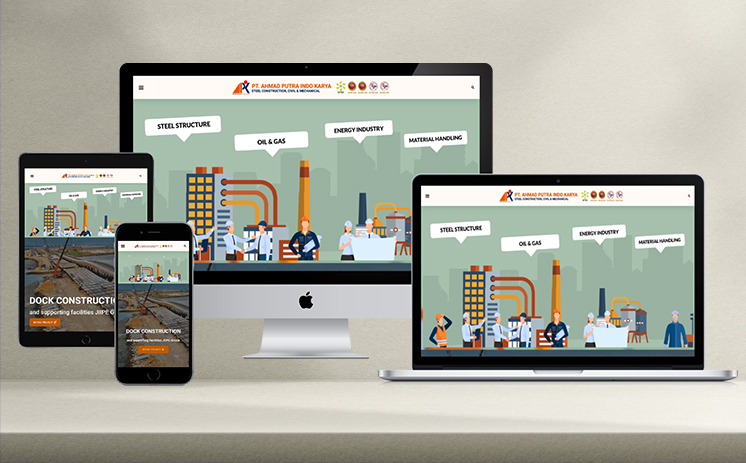 PT. AHMAD PUTRA INDO KARYA
STEEL CONSTRUCTION, CIVIL & MECHANICAL
STEEL STRUCTURE
OIL & GAS
ENERGY INDUSTRY
MATERIAL HANDLING
PT. AHMAD PUTRA INDO KARYA
STEEL CONSTRUCTION, CIVIL & MECHANICAL
STEEL STRUCTURE
OIL & GAS
ENERGY INDUSTRY
MATERIAL HANDLING
STEEL STRUCTURE
OIL & GAS
ENERGY INDUSTRY
MATERIAL HANDLING
DOCK CONSTRUCTION
and supporting facilities JIIPE G
DOCK CONSTRUCTION
and supporting facilities JIIPE Gresik